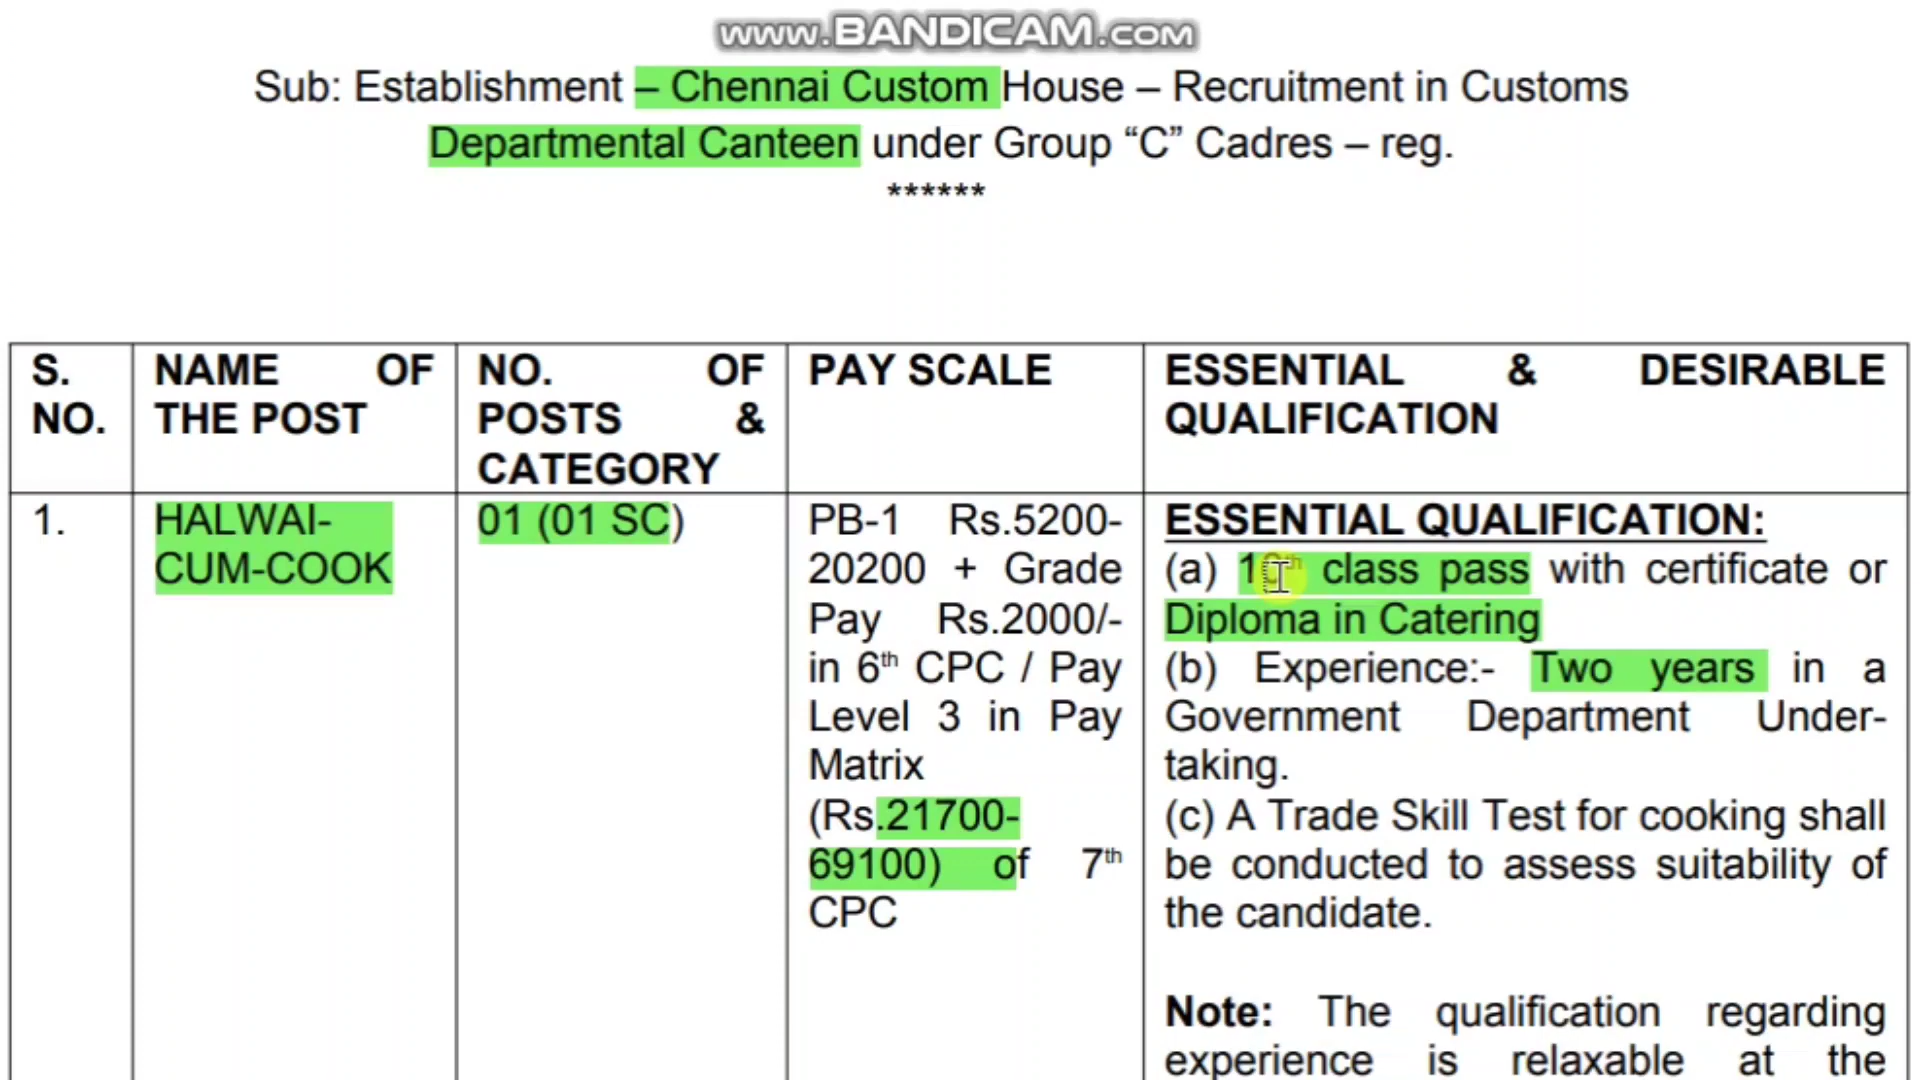 www.BANDICAM.com
Sub: Establishment – Chennai Custom House – Recruitment in Customs
Departmental Canteen under Group “C” Cadres – reg.
******
S. NO.
NAME OF THE POST
NO. OF POSTS & CATEGORY
PAY SCALE
ESSENTIAL & DESIRABLE QUALIFICATION
1.
HALWAI-
CUM-COOK
01 (01 SC)
PB-1 Rs.5200-
20200 + Grade
Pay Rs.2000/-
in 6th CPC / Pay
Level 3 in Pay
Matrix
(Rs.21700-
69100) of 7th
CPC
ESSENTIAL QUALIFICATION:
(a) class pass with certificate or
Diploma in Catering
(b) Experience:- Two years in a
Government Department Under-
taking.
(c) A Trade Skill Test for cooking shall
be conducted to assess suitability of
the candidate.
Note: The qualification regarding
experience is relaxable at the